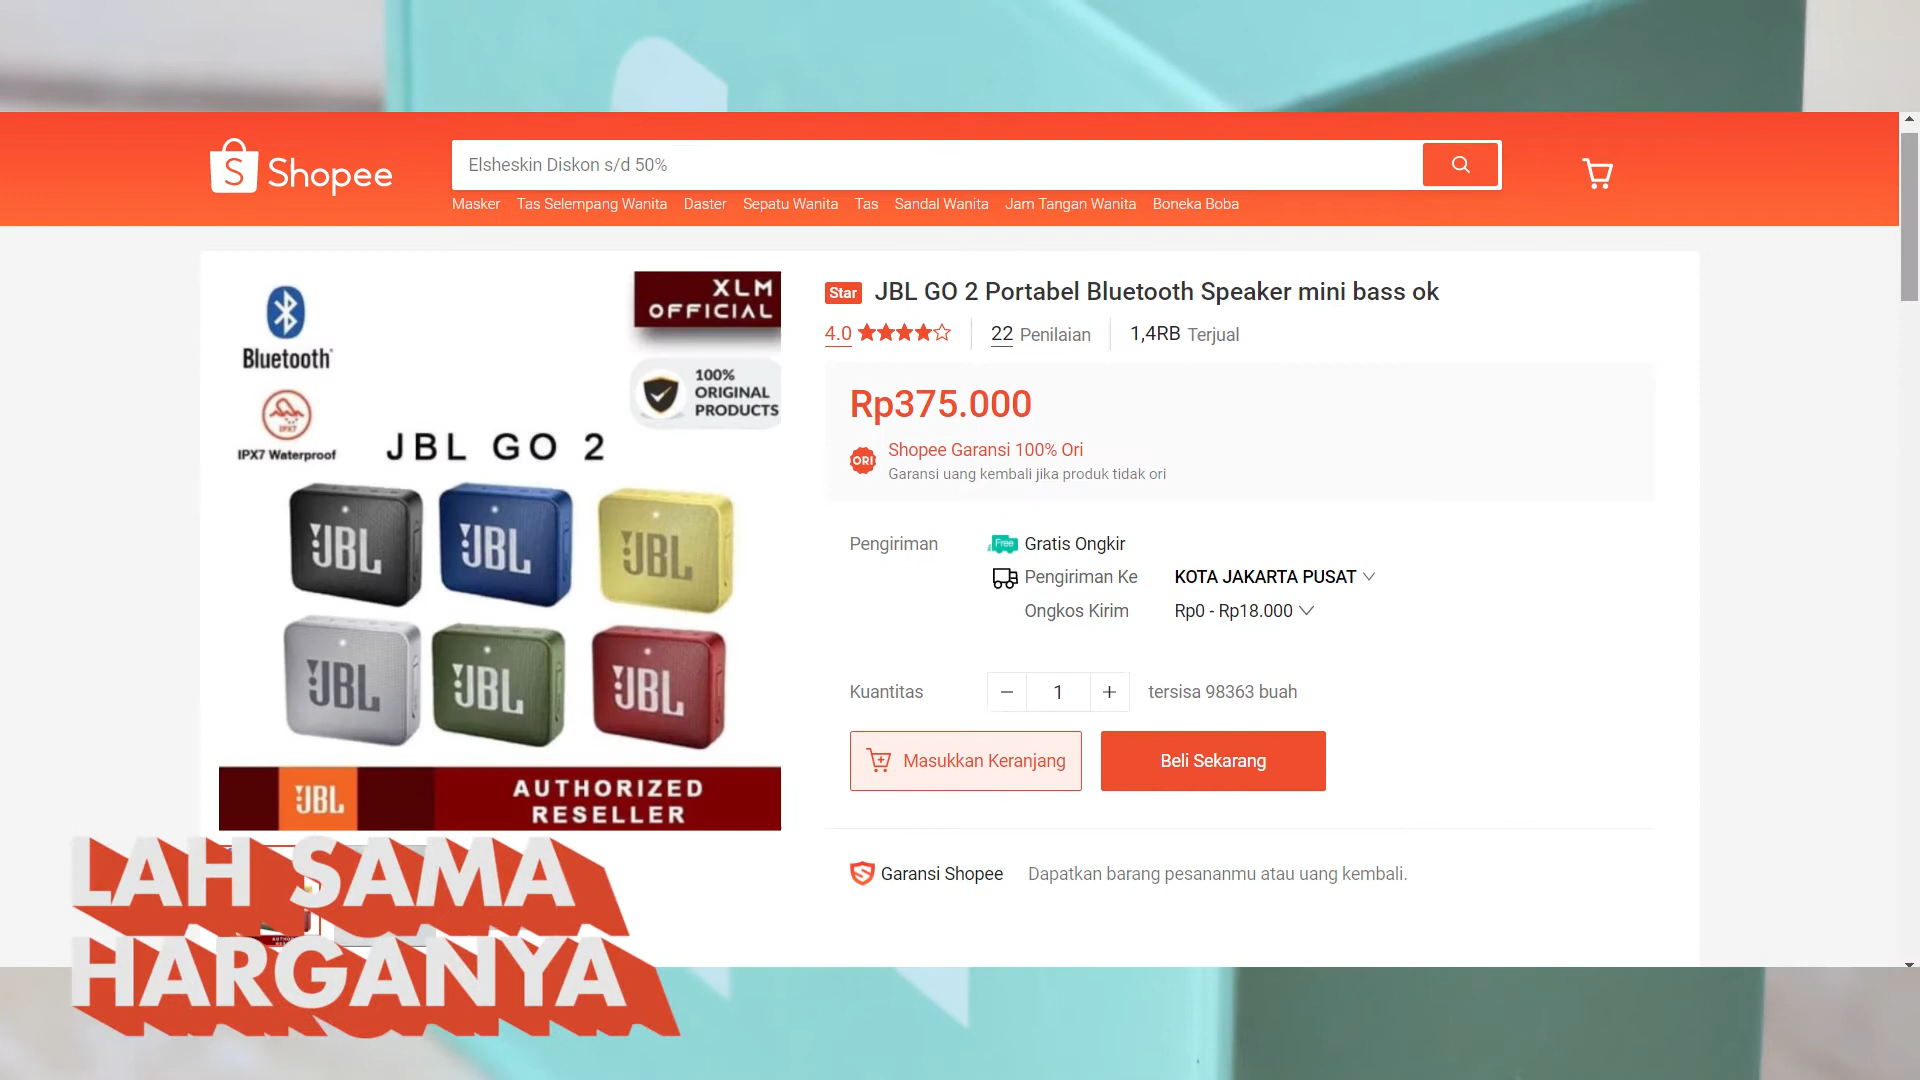 Shopee
Elsheskin Diskon s/d 50%
Masker Tas Selempang Wanita Daster Sepatu Wanita Tas Sandal Wanita Jam Tangan Wanita Boneka Boba
Bluetooth
XLM
OFFICIAL
100%
ORIGINAL
PRODUCTS
IPX7
IPX7 Waterproof
JBL GO 2
JBL JBL JBL
JBL JBL JBL
JBL
AUTHORIZED
RESELLER
Star JBL GO 2 Portabel Bluetooth Speaker mini bass ok
4.0 22 Penilaian 1,4RB Terjual
Rp375.000
ORI
Shopee Garansi 100% Ori
Garansi uang kembali jika produk tidak ori
Pengiriman Free Gratis Ongkir
Pengiriman Ke KOTA JAKARTA PUSAT
Ongkos Kirim Rp0 - Rp18.000
Kuantitas 1 tersisa 98363 buah
Masukkan Keranjang Beli Sekarang
Garansi Shopee Dapatkan barang pesananmu atau uang kembali.
LAH SAMA
HARGANYA